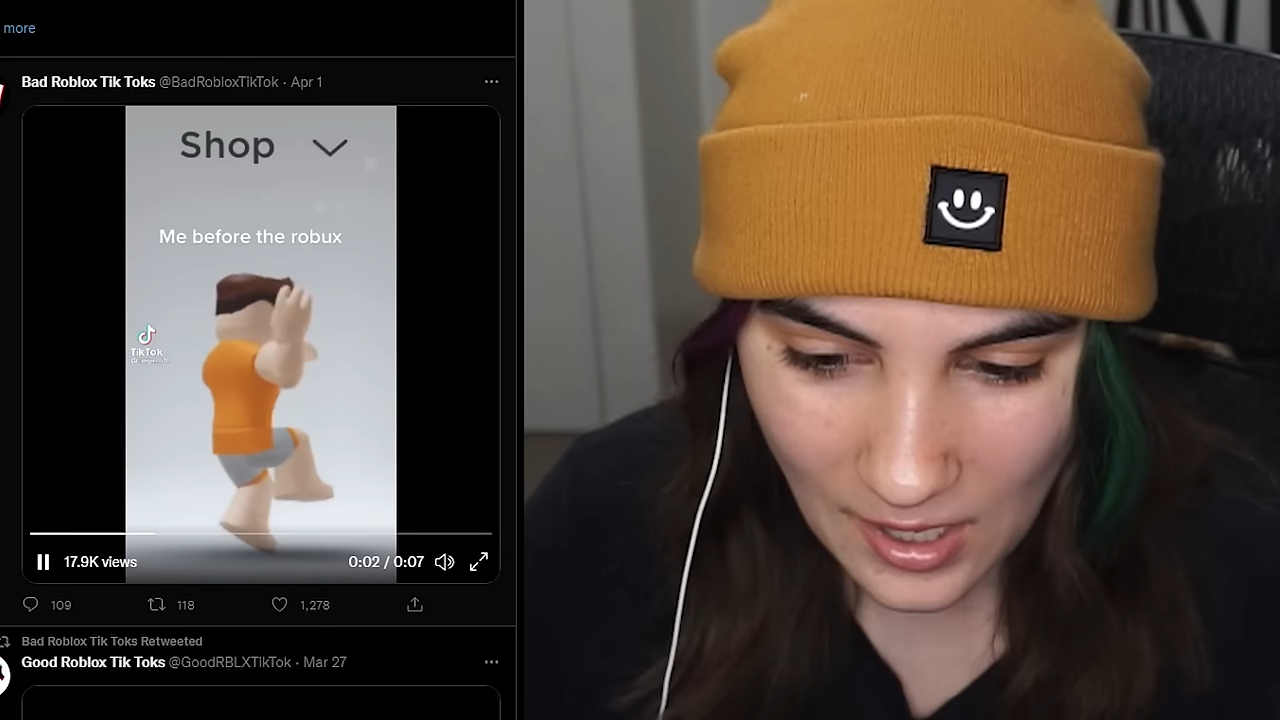 more
Bad Roblox Tik Toks @BadRobloxTikTok · Apr 1
Shop
Me before the robux
TikTok
17.9K views
0:02 / 0:07
109
118
1,278
Bad Roblox Tik Toks Retweeted
Good Roblox Tik Toks @GoodRBLXTikTok · Mar 27